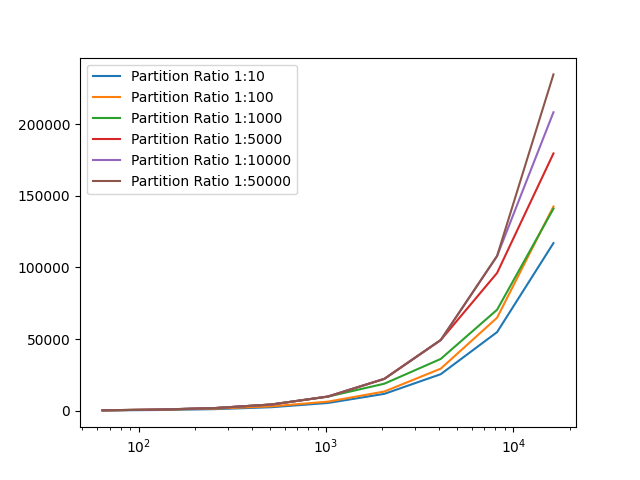 Partition Ratio 1:10
Partition Ratio 1:100
Partition Ratio 1:1000
Partition Ratio 1:5000
Partition Ratio 1:10000
Partition Ratio 1:50000
200000
150000
100000
50000
0
10²
10³
10⁴